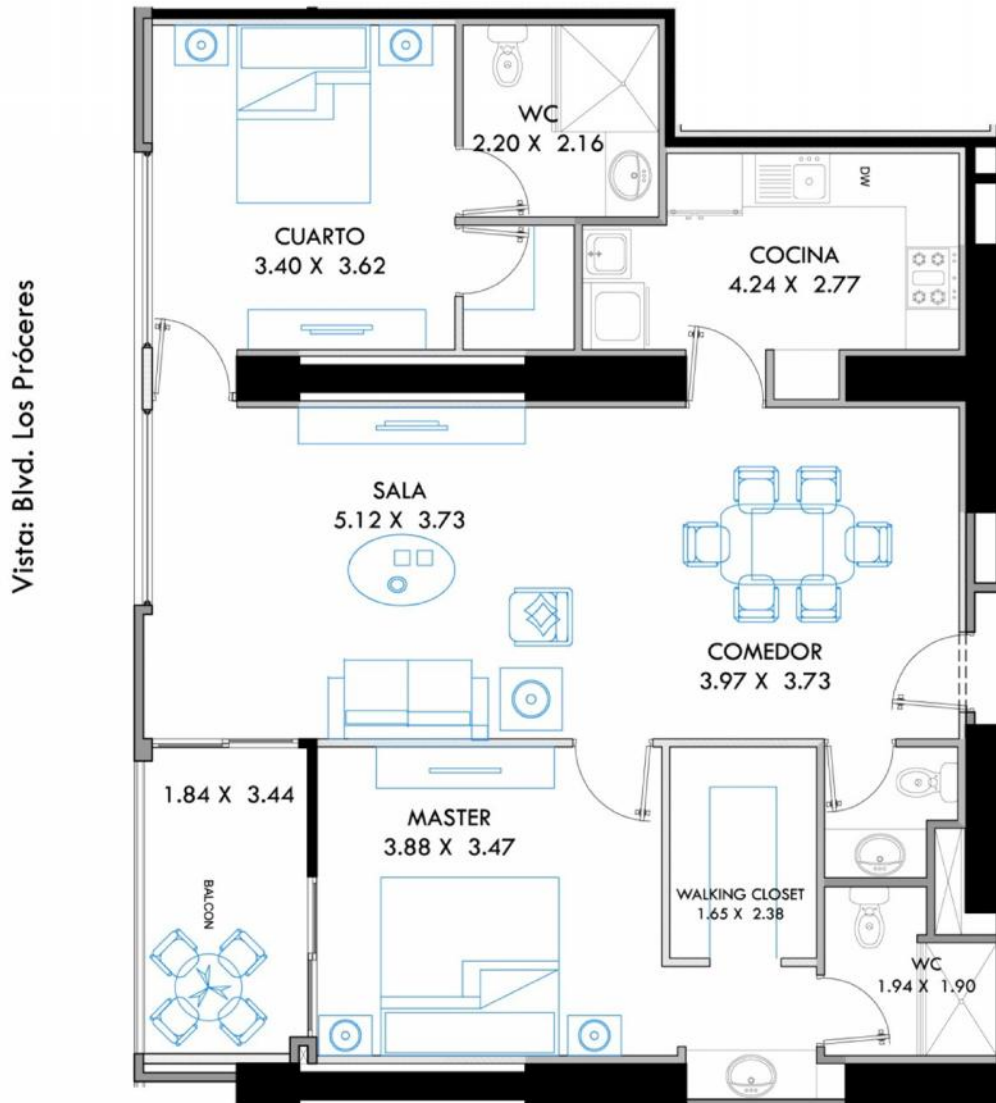 WC
2.20 X 2.16
DW
CUARTO
3.40 X 3.62
COCINA
4.24 X 2.77
Vista: Blvd. Los Próceres
SALA
5.12 X 3.73
COMEDOR
3.97 X 3.73
1.84 X 3.44
BALCON
MASTER
3.88 X 3.47
WALKING CLOSET
1.65 X 2.38
WC
1.94 X 1.90